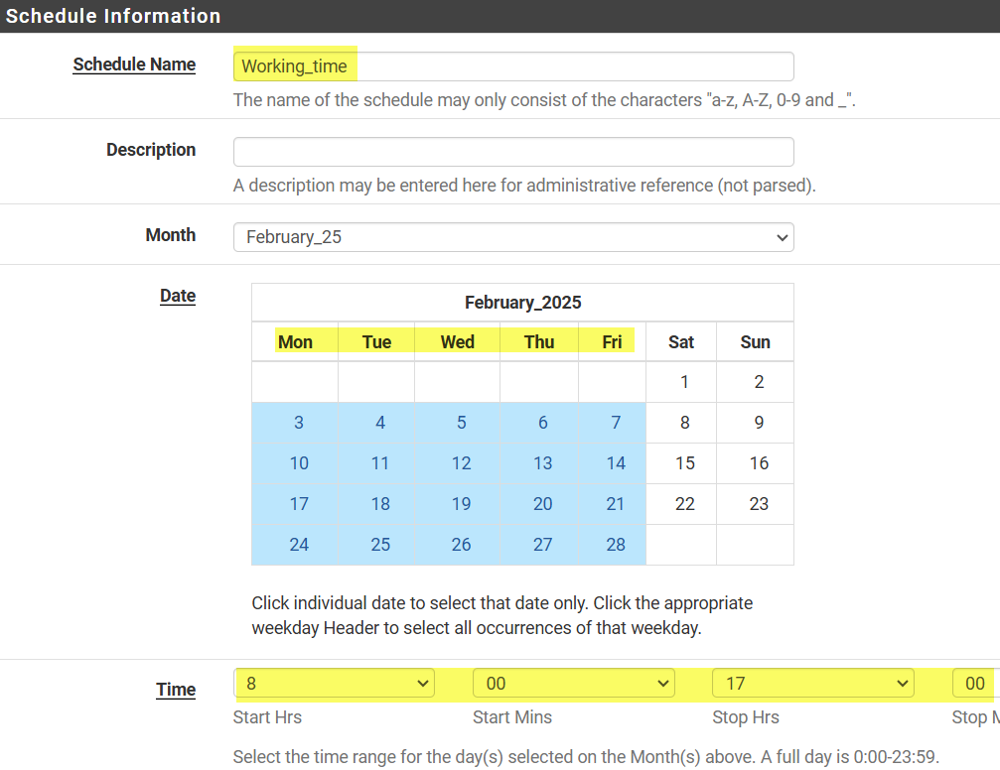 Schedule Information
Schedule Name
Working_time
The name of the schedule may only consist of the characters "a-z, A-Z, 0-9 and _".
Description
A description may be entered here for administrative reference (not parsed).
Month
February_25
Date
February_2025
Mon Tue Wed Thu Fri Sat Sun
1 2
3 4 5 6 7 8 9
10 11 12 13 14 15 16
17 18 19 20 21 22 23
24 25 26 27 28
Click individual date to select that date only. Click the appropriate
weekday Header to select all occurrences of that weekday.
Time
8 00 17 00
Start Hrs Start Mins Stop Hrs Stop
Select the time range for the day(s) selected on the Month(s) above. A full day is 0:00-23:59.